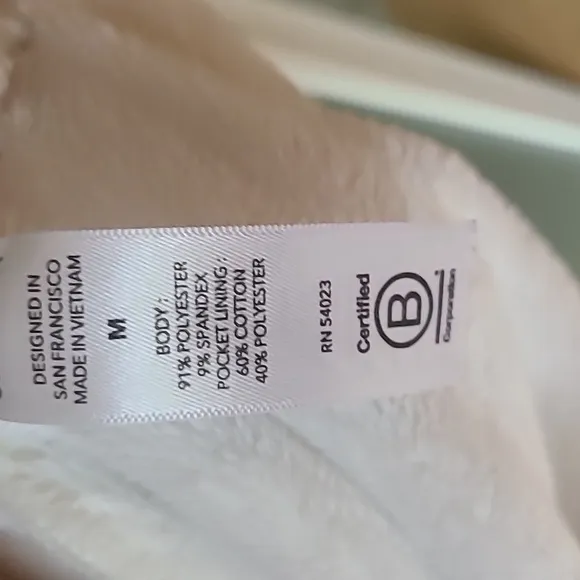 DESIGNED IN
SAN FRANCISCO
MADE IN VIETNAM
M
BODY:
91% POLYESTER
9% SPANDEX
POCKET LINING:
60% COTTON
40% POLYESTER
RN 54023
Certified
B
Corporation